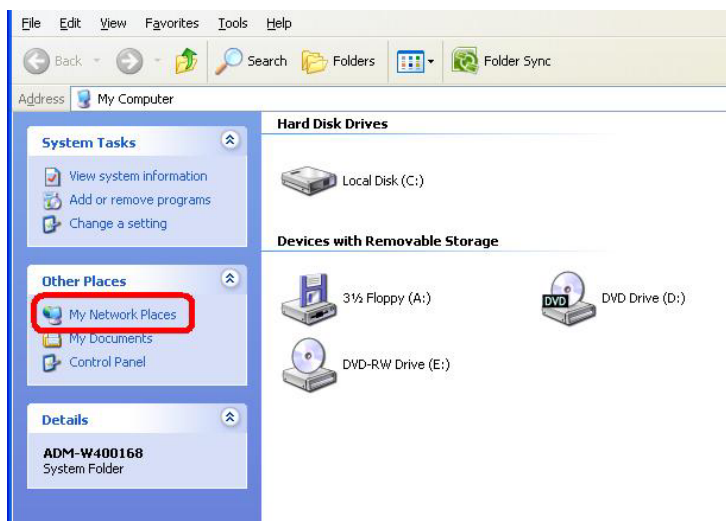 File Edit View Favorites Tools Help
Back Search Folders Folder Sync
Address My Computer
System Tasks
View system information
Add or remove programs
Change a setting
Other Places
My Network Places
My Documents
Control Panel
Details
ADM-W400168
System Folder
Hard Disk Drives
Local Disk (C:)
Devices with Removable Storage
3½ Floppy (A:)
DVD DVD Drive (D:)
DVD-RW Drive (E:)